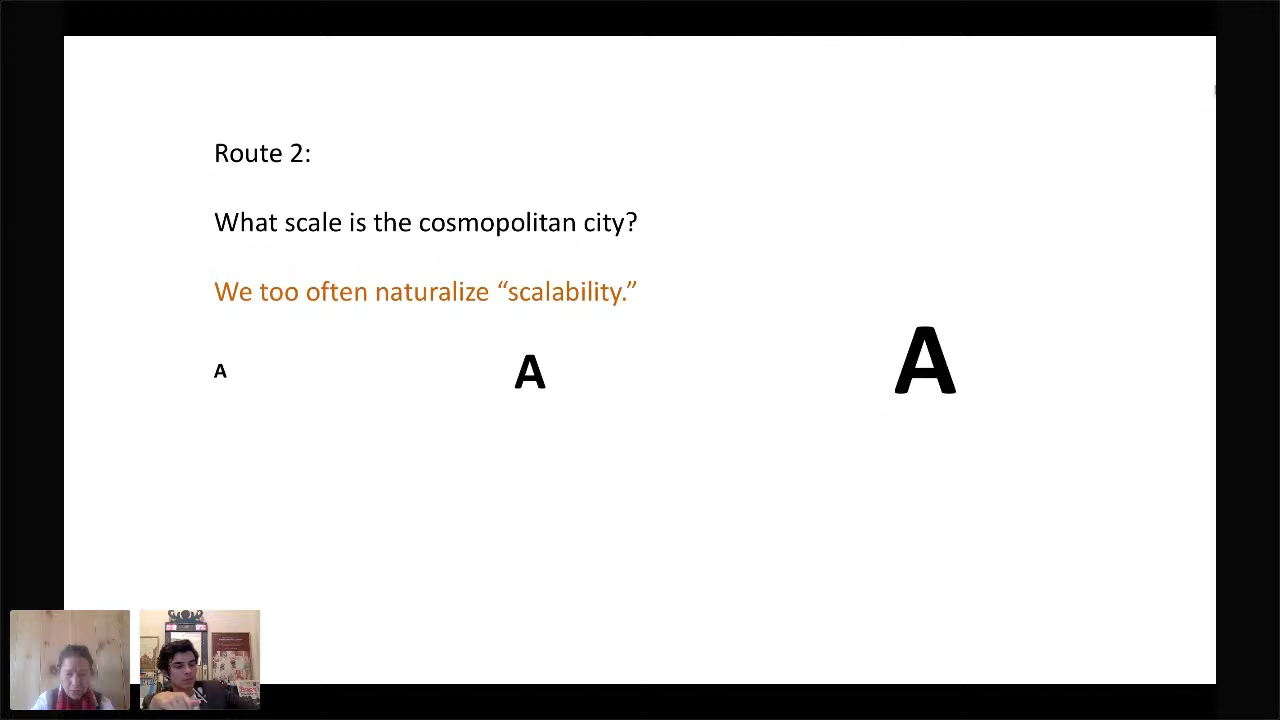 Route 2:
What scale is the cosmopolitan city?
We too often naturalize “scalability.”
A A A